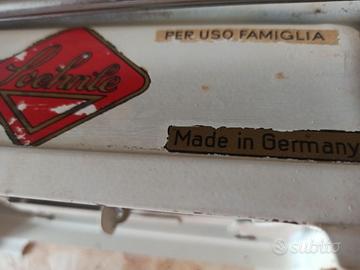 PER USO FAMIGLIA
Made in Germany
subito